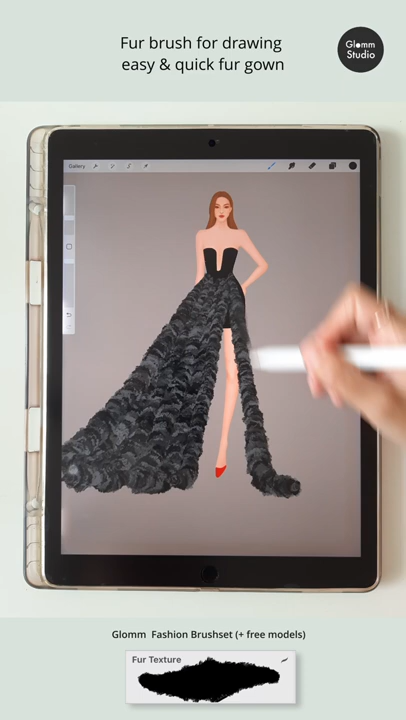 Fur brush for drawing
easy & quick fur gown
Glomm
Studio
Gallery
Glomm Fashion Brushset (+ free models)
Fur Texture